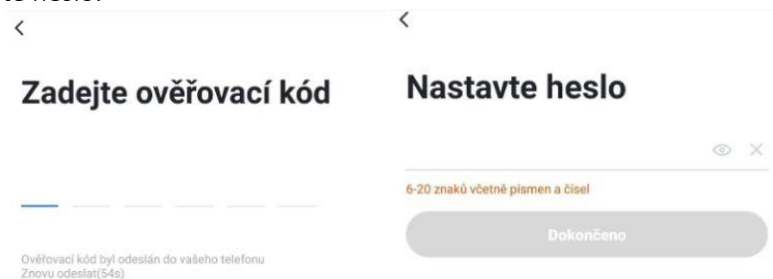 Zadejte ověřovací kód
Ověřovací kód byl odeslán do vašeho telefonu
Znovu odeslat(54s)
Nastavte heslo
6-20 znaků včetně písmen a čísel
Dokončeno